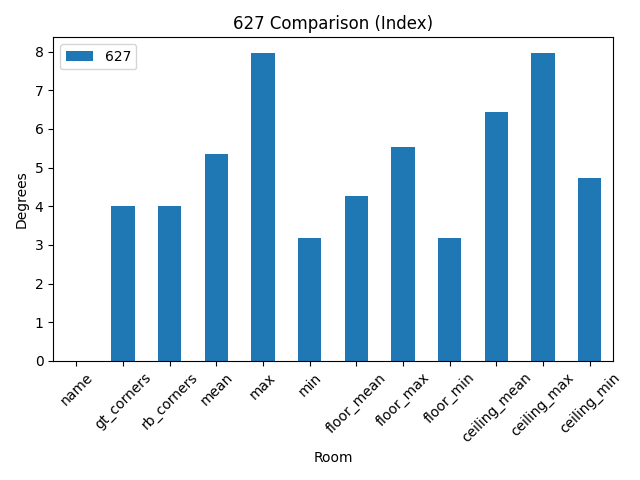 627 Comparison (Index)
627
Degrees
8
7
6
5
4
3
2
1
0
name
gt_corners
rb_corners
mean
max
min
floor_mean
floor_max
floor_min
ceiling_mean
ceiling_max
ceiling_min
Room